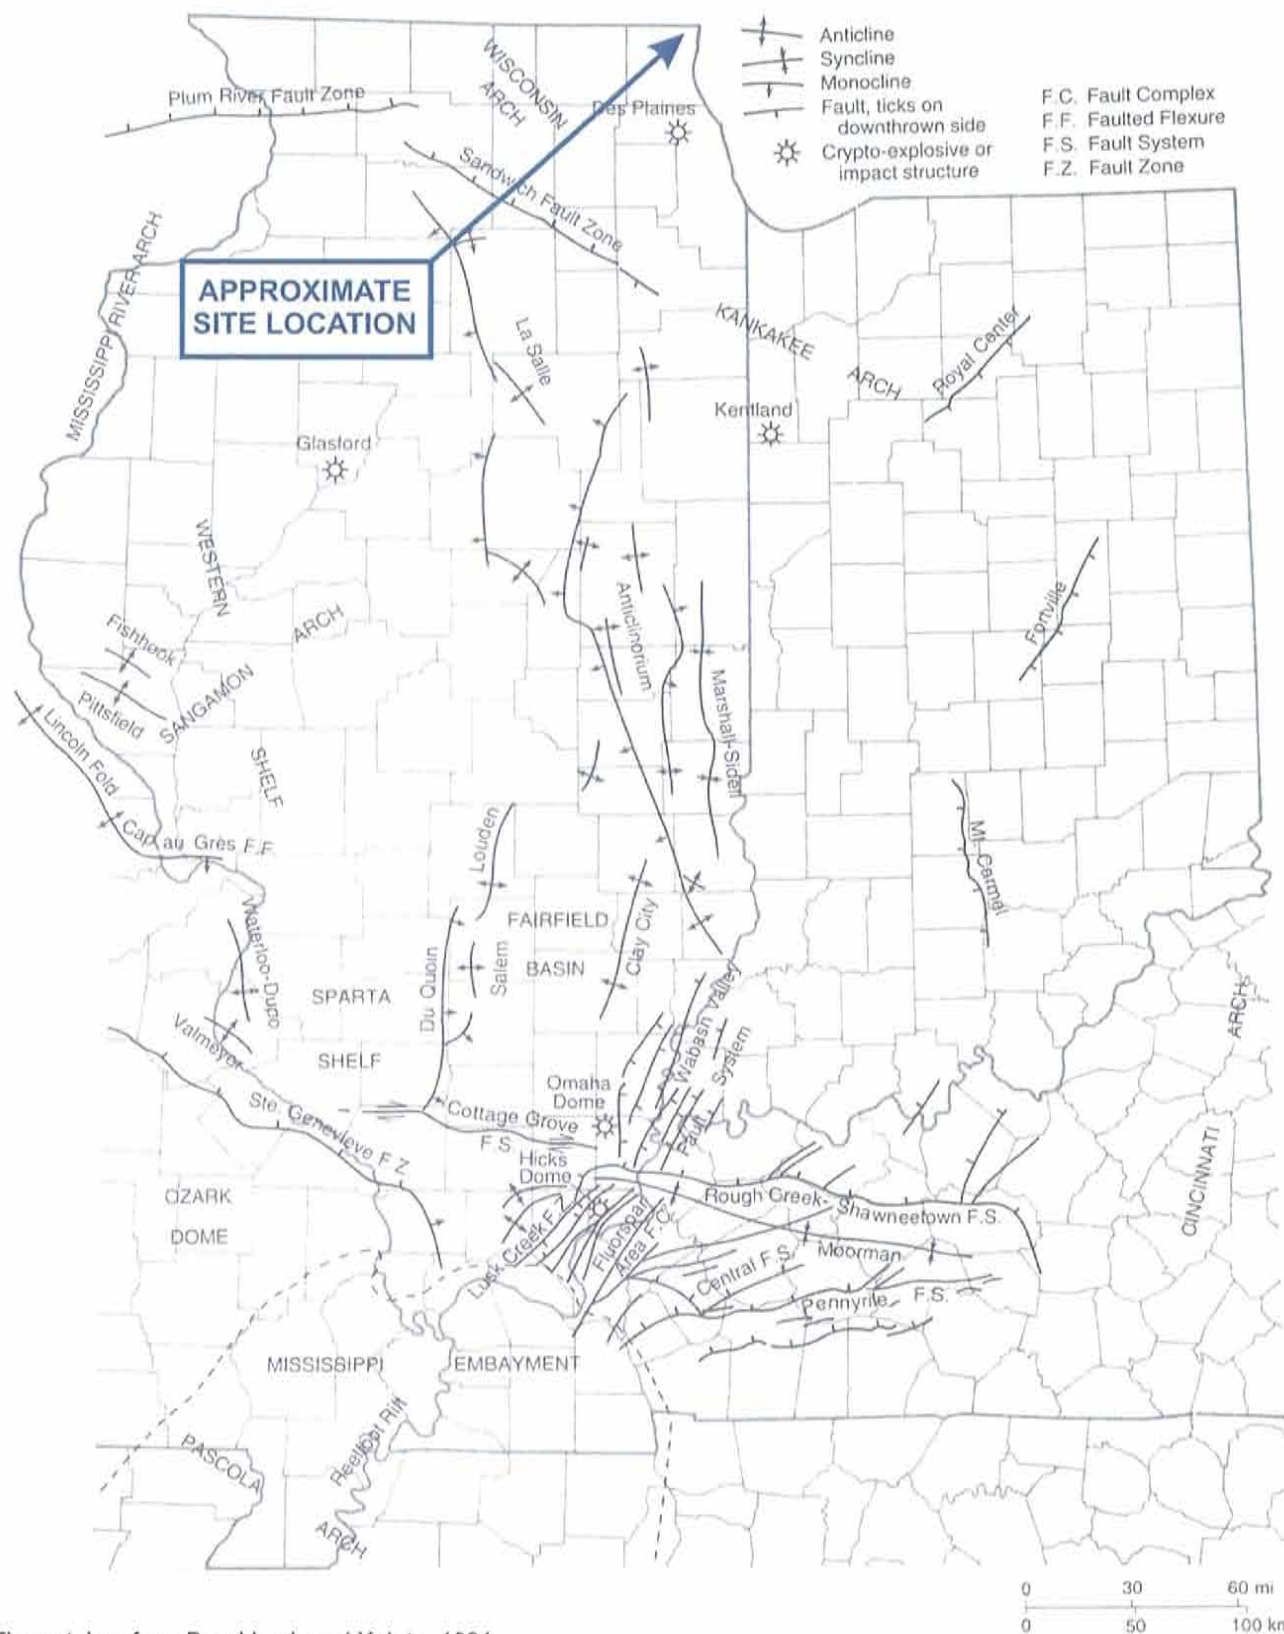 Anticline
Syncline
Monocline
Fault, ticks on
downthrown side
Crypto-explosive or
impact structure
F.C. Fault Complex
F.F. Faulted Flexure
F.S. Fault System
F.Z. Fault Zone
WISCONSIN
ARCH
Plum River Fault Zone
Des Plaines
Sandwich Fault Zone
APPROXIMATE
SITE LOCATION
MISSISSIPPI RIVER ARCH
La Salle
KANKAKEE
ARCH
Royal Center
Kentland
Glasford
WESTERN
Anticlinorium
Fortville
Fishhook
ARCH
SANGAMON
Pittsfield
Lincoln Fold
SHELF
Marshall-Sidell
Cap au Grès F.F.
Louden
Mt. Carmel
Waterloo-Dupo
FAIRFIELD
BASIN
Clay City
Salem
Du Quoin
SPARTA
SHELF
Valmeyer
Wabash Valley
Fault
System
ARCH
CINCINNATI
Omaha
Dome
Ste. Genevieve F.Z.
Cottage Grove
F.S.
Hicks
Dome
Rough Creek-
Shawneetown F.S.
OZARK
DOME
Lusk Creek F.Z.
Fluorspar
Area F.C.
Moorman
Central F.S.
Pennyrile F.S.
MISSISSIPPI EMBAYMENT
Reelfoot Rift
PASCOLA
ARCH
0 30 60 mi
0 50 100 km